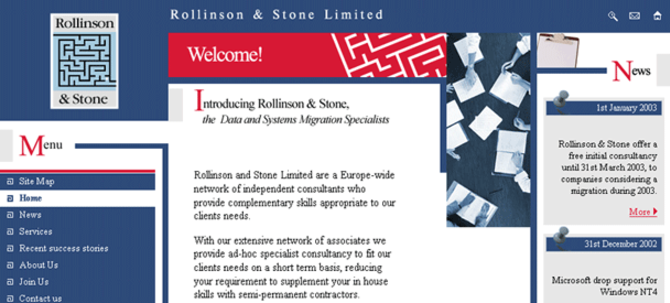 Rollinson
& Stone
Rollinson & Stone Limited
Welcome!
Introducing Rollinson & Stone,
the Data and Systems Migration Specialists
Rollinson and Stone Limited are a Europe-wide
network of independent consultants who
provide complementary skills appropriate to our
clients needs.
With our extensive network of associates we
provide ad-hoc specialist consultancy to fit our
clients needs on a short term basis, reducing
your requirement to supplement your in house
skills with semi-permanent contractors.
Menu
Site Map
Home
News
Services
Recent success stories
About Us
Join Us
Contact us
News
1st January 2003
Rollinson & Stone offer a
free initial consultancy
until 31st March 2003, to
companies considering a
migration during 2003.
More
31st December 2002
Microsoft drop support for
Windows NT4